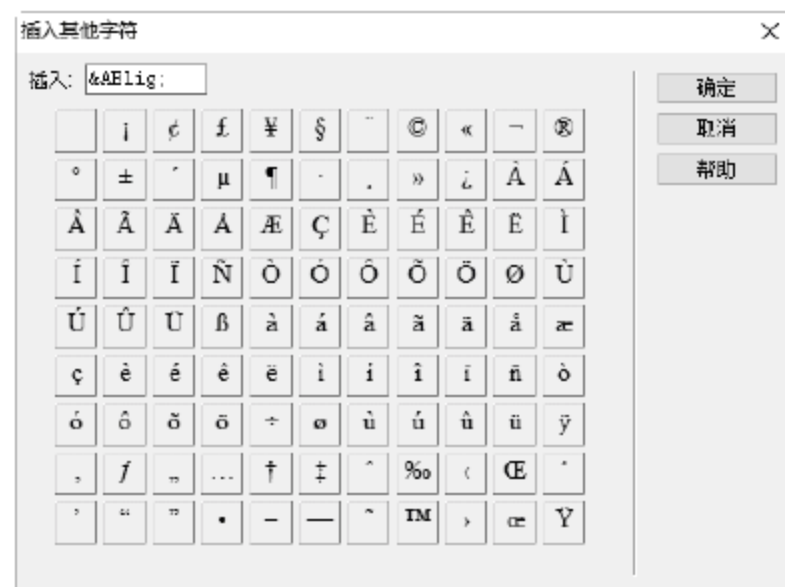 插入其他字符
插入: &AElig;
确定
取消
帮助
¡ ¢ £ ¥ § ¨ © « ¬ ®
° ± ´ µ ¶ · ¸ » ¿ À Á
Â Ã Ä Å Æ Ç È É Ê Ë Ì
Í Î Ï Ñ Ò Ó Ô Õ Ö Ø Ù
Ú Û Ü ß à á â ã ä å æ
ç è é ê ë ì í î ï ñ ò
ó ô õ ö ÷ ø ù ú û ü ÿ
‚ ƒ „ … † ‡ ˆ ‰ ‹ Œ ‘
’ “ ” • – — ˜ ™ › œ Ÿ